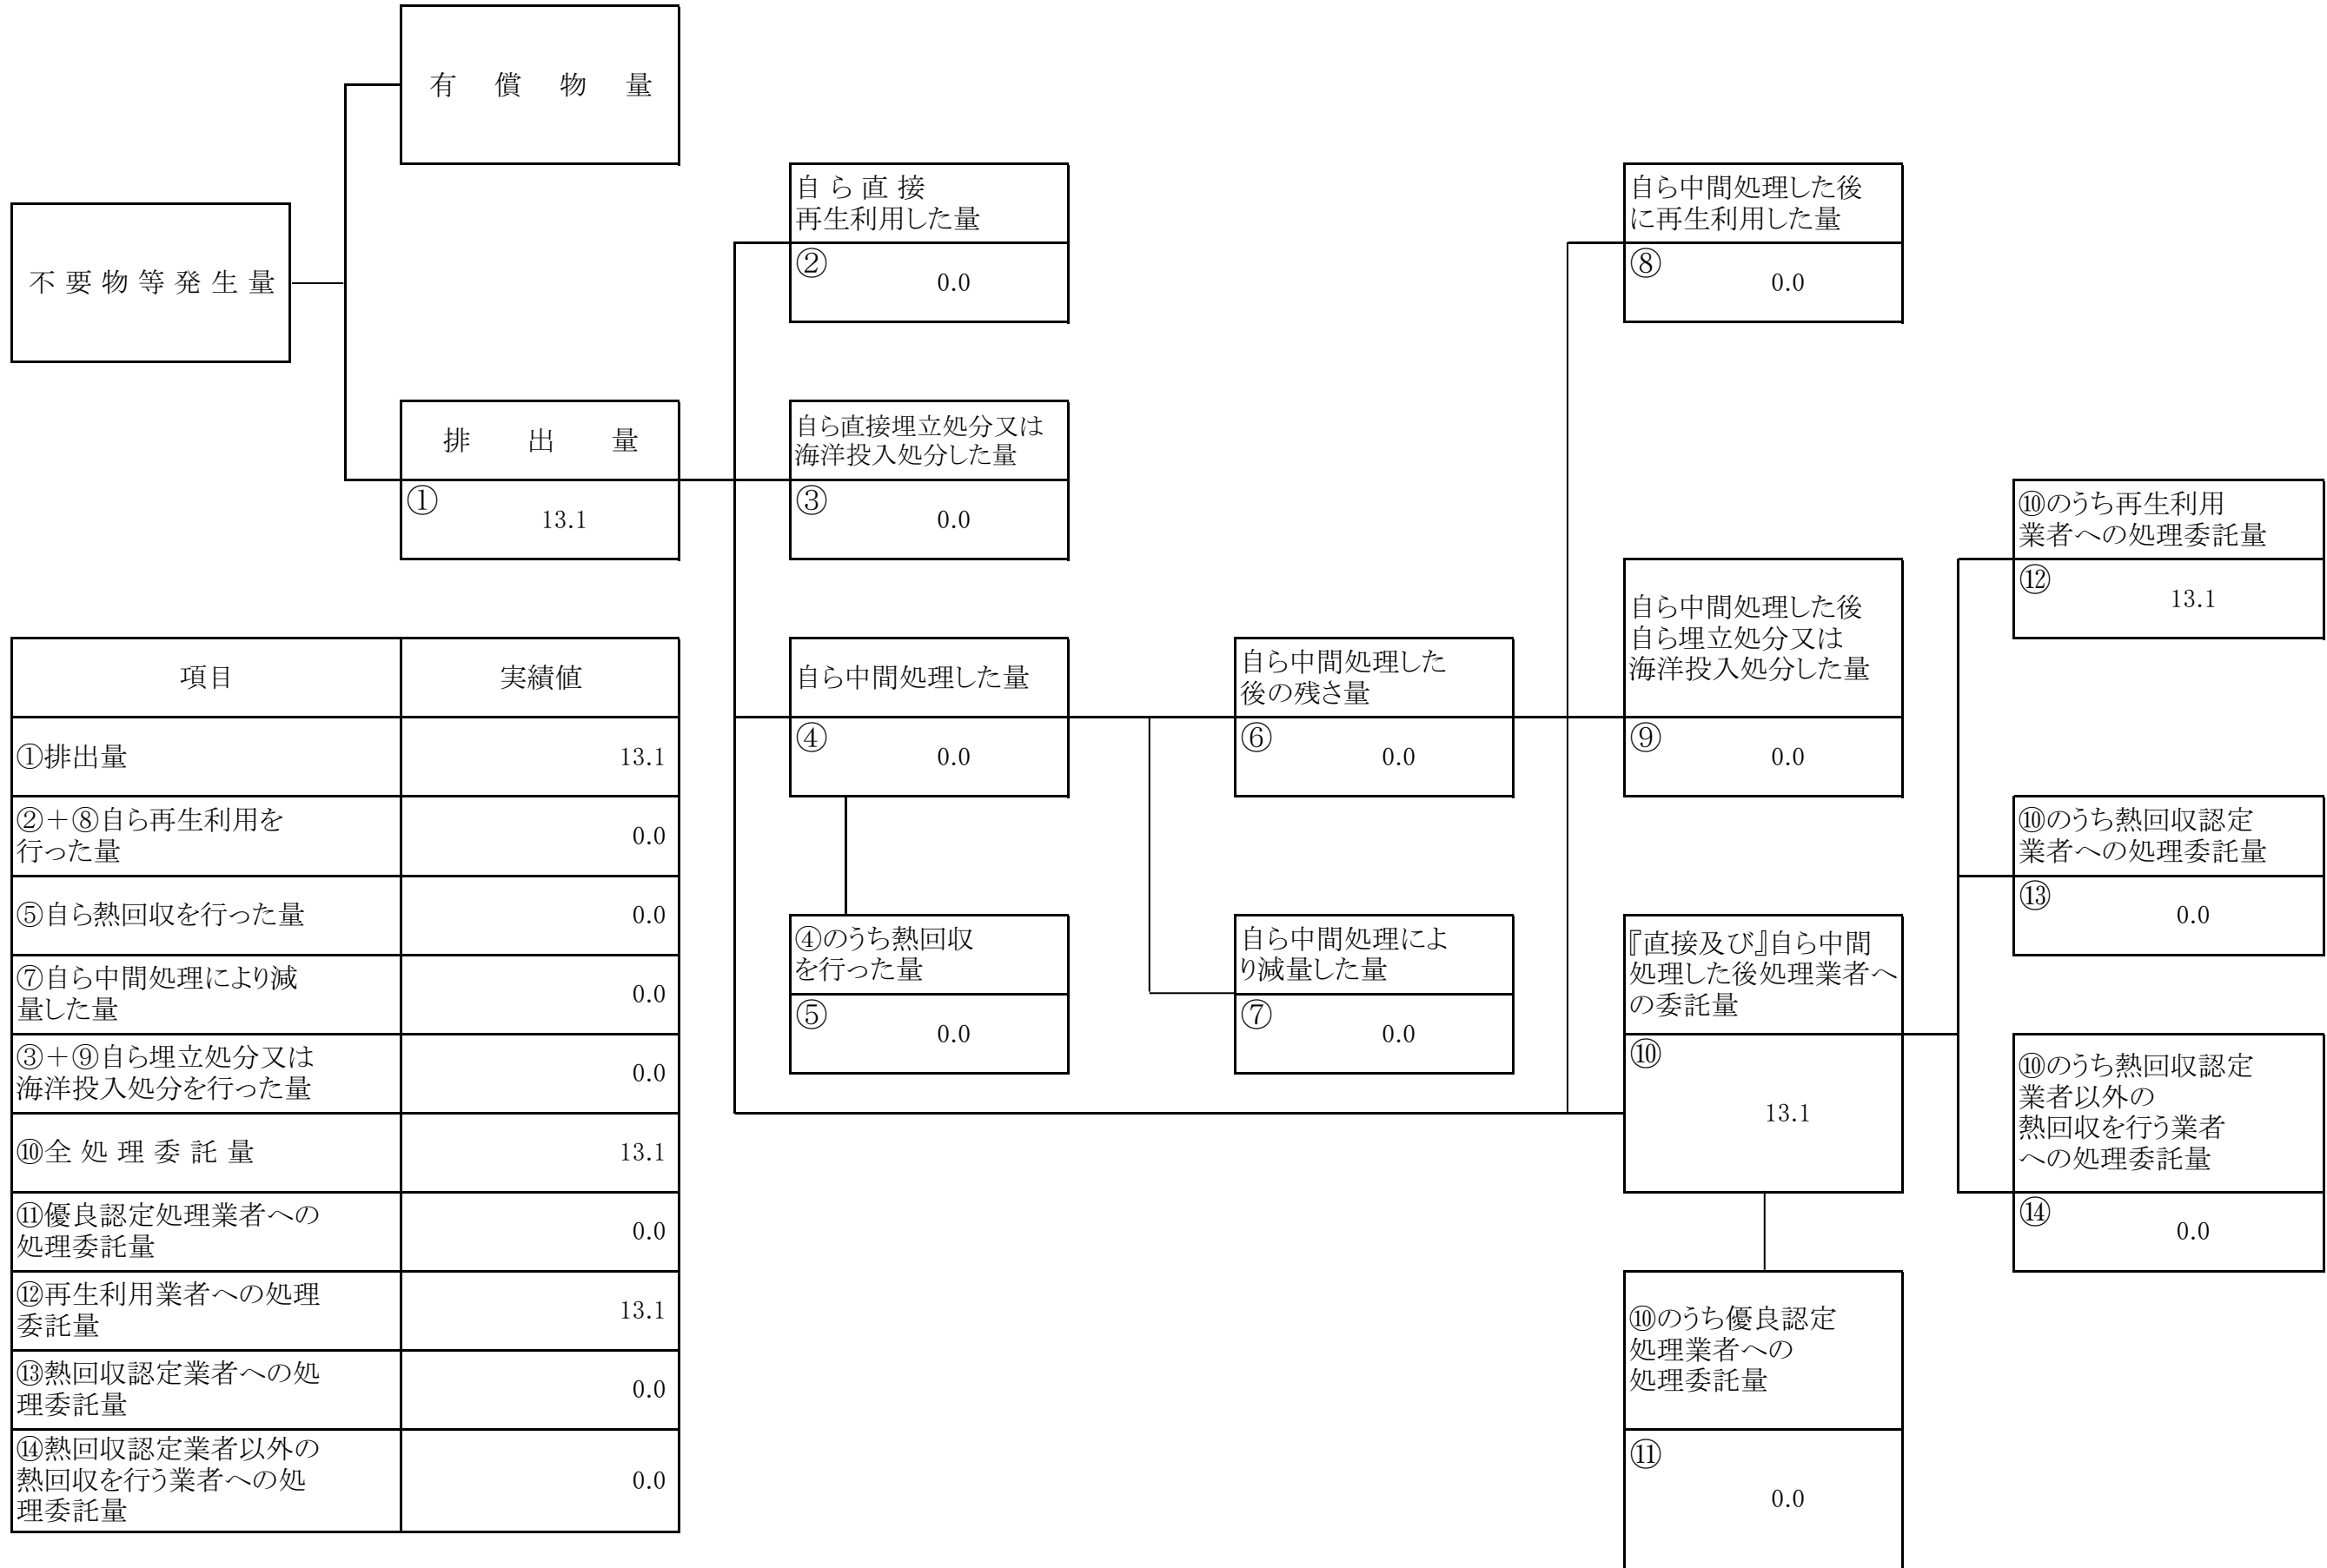 有 償 物 量
不 要 物 等 発 生 量
自 ら 直 接
再生利用した量
②
0.0
自ら中間処理した後
に再生利用した量
⑧
0.0
排 出 量
①
13.1
自ら直接埋立処分又は
海洋投入処分した量
③
0.0
⑩のうち再生利用
業者への処理委託量
⑫
13.1
自ら中間処理した量
④
0.0
自ら中間処理した
後の残さ量
⑥
0.0
自ら中間処理した後
自ら埋立処分又は
海洋投入処分した量
⑨
0.0
⑩のうち熱回収認定
業者への処理委託量
⑬
0.0
④のうち熱回収
を行った量
⑤
0.0
自ら中間処理によ
り減量した量
⑦
0.0
『直接及び』自ら中間
処理した後処理業者へ
の委託量
⑩
13.1
⑩のうち熱回収認定
業者以外の
熱回収を行う業者
への処理委託量
⑭
0.0
⑩のうち優良認定
処理業者への
処理委託量
⑪
0.0
項目 実績値
①排出量 13.1
②＋⑧自ら再生利用を
行った量 0.0
⑤自ら熱回収を行った量 0.0
⑦自ら中間処理により減
量した量 0.0
③＋⑨自ら埋立処分又は
海洋投入処分を行った量 0.0
⑩全 処 理 委 託 量 13.1
⑪優良認定処理業者への
処理委託量 0.0
⑫再生利用業者への処理
委託量 13.1
⑬熱回収認定業者への処
理委託量 0.0
⑭熱回収認定業者以外の
熱回収を行う業者への処
理委託量 0.0